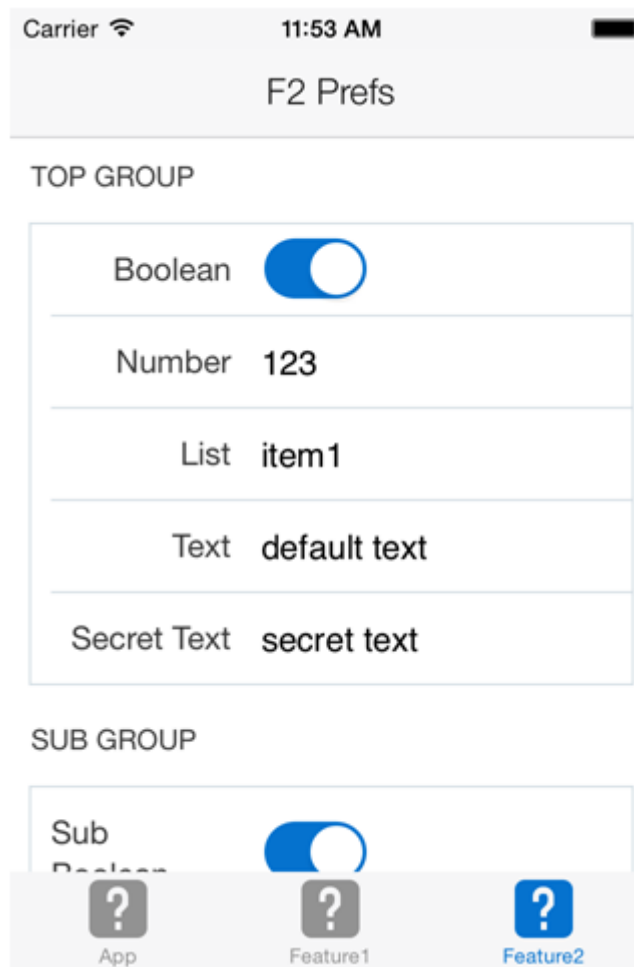 Carrier 11:53 AM
F2 Prefs
TOP GROUP
Boolean
Number 123
List item1
Text default text
Secret Text secret text
SUB GROUP
Sub
Boolean
? ? ?
App Feature1 Feature2